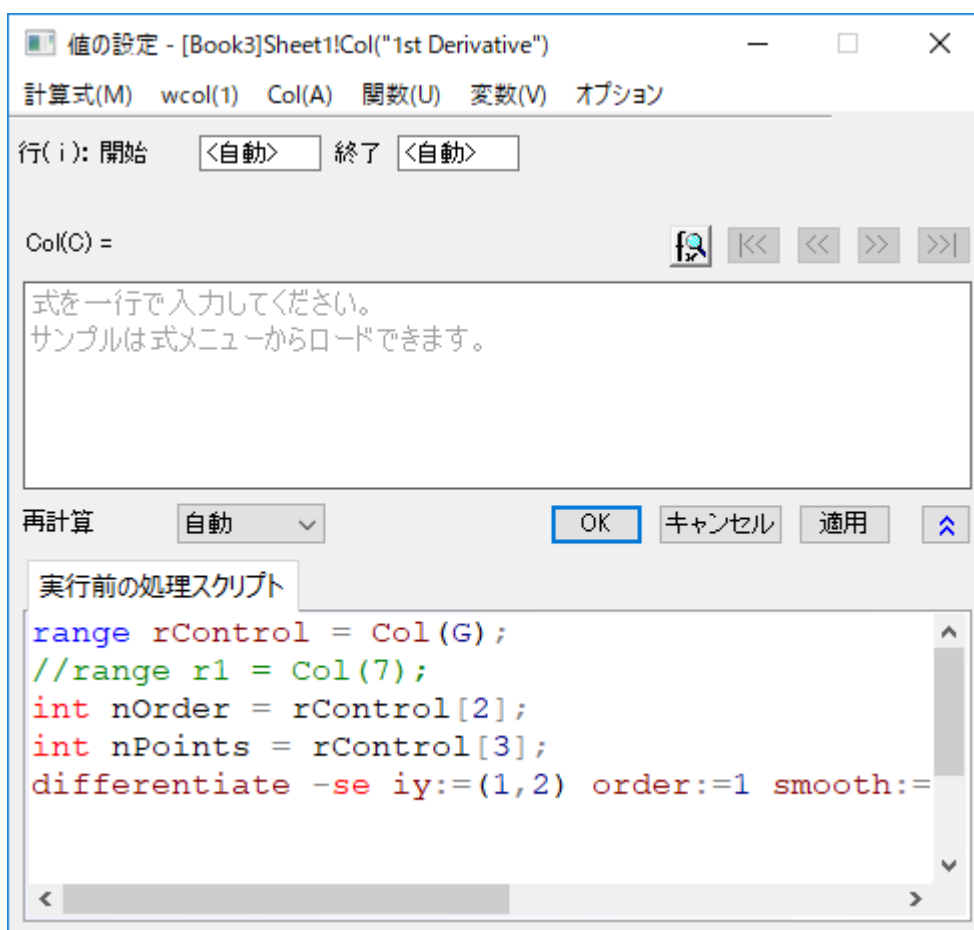 値の設定 - [Book3]Sheet1!Col("1st Derivative")
計算式(M) wcol(1) Col(A) 関数(U) 変数(V) オプション
行(i): 開始 <自動> 終了 <自動>
Col(C) =
|<< << >> >>|
式を一行で入力してください。
サンプルは式メニューからロードできます。
再計算 自動 OK キャンセル 適用
実行前の処理スクリプト
range rControl = Col(G);
//range r1 = Col(7);
int nOrder = rControl[2];
int nPoints = rControl[3];
differentiate -se iy:=(1,2) order:=1 smooth:=